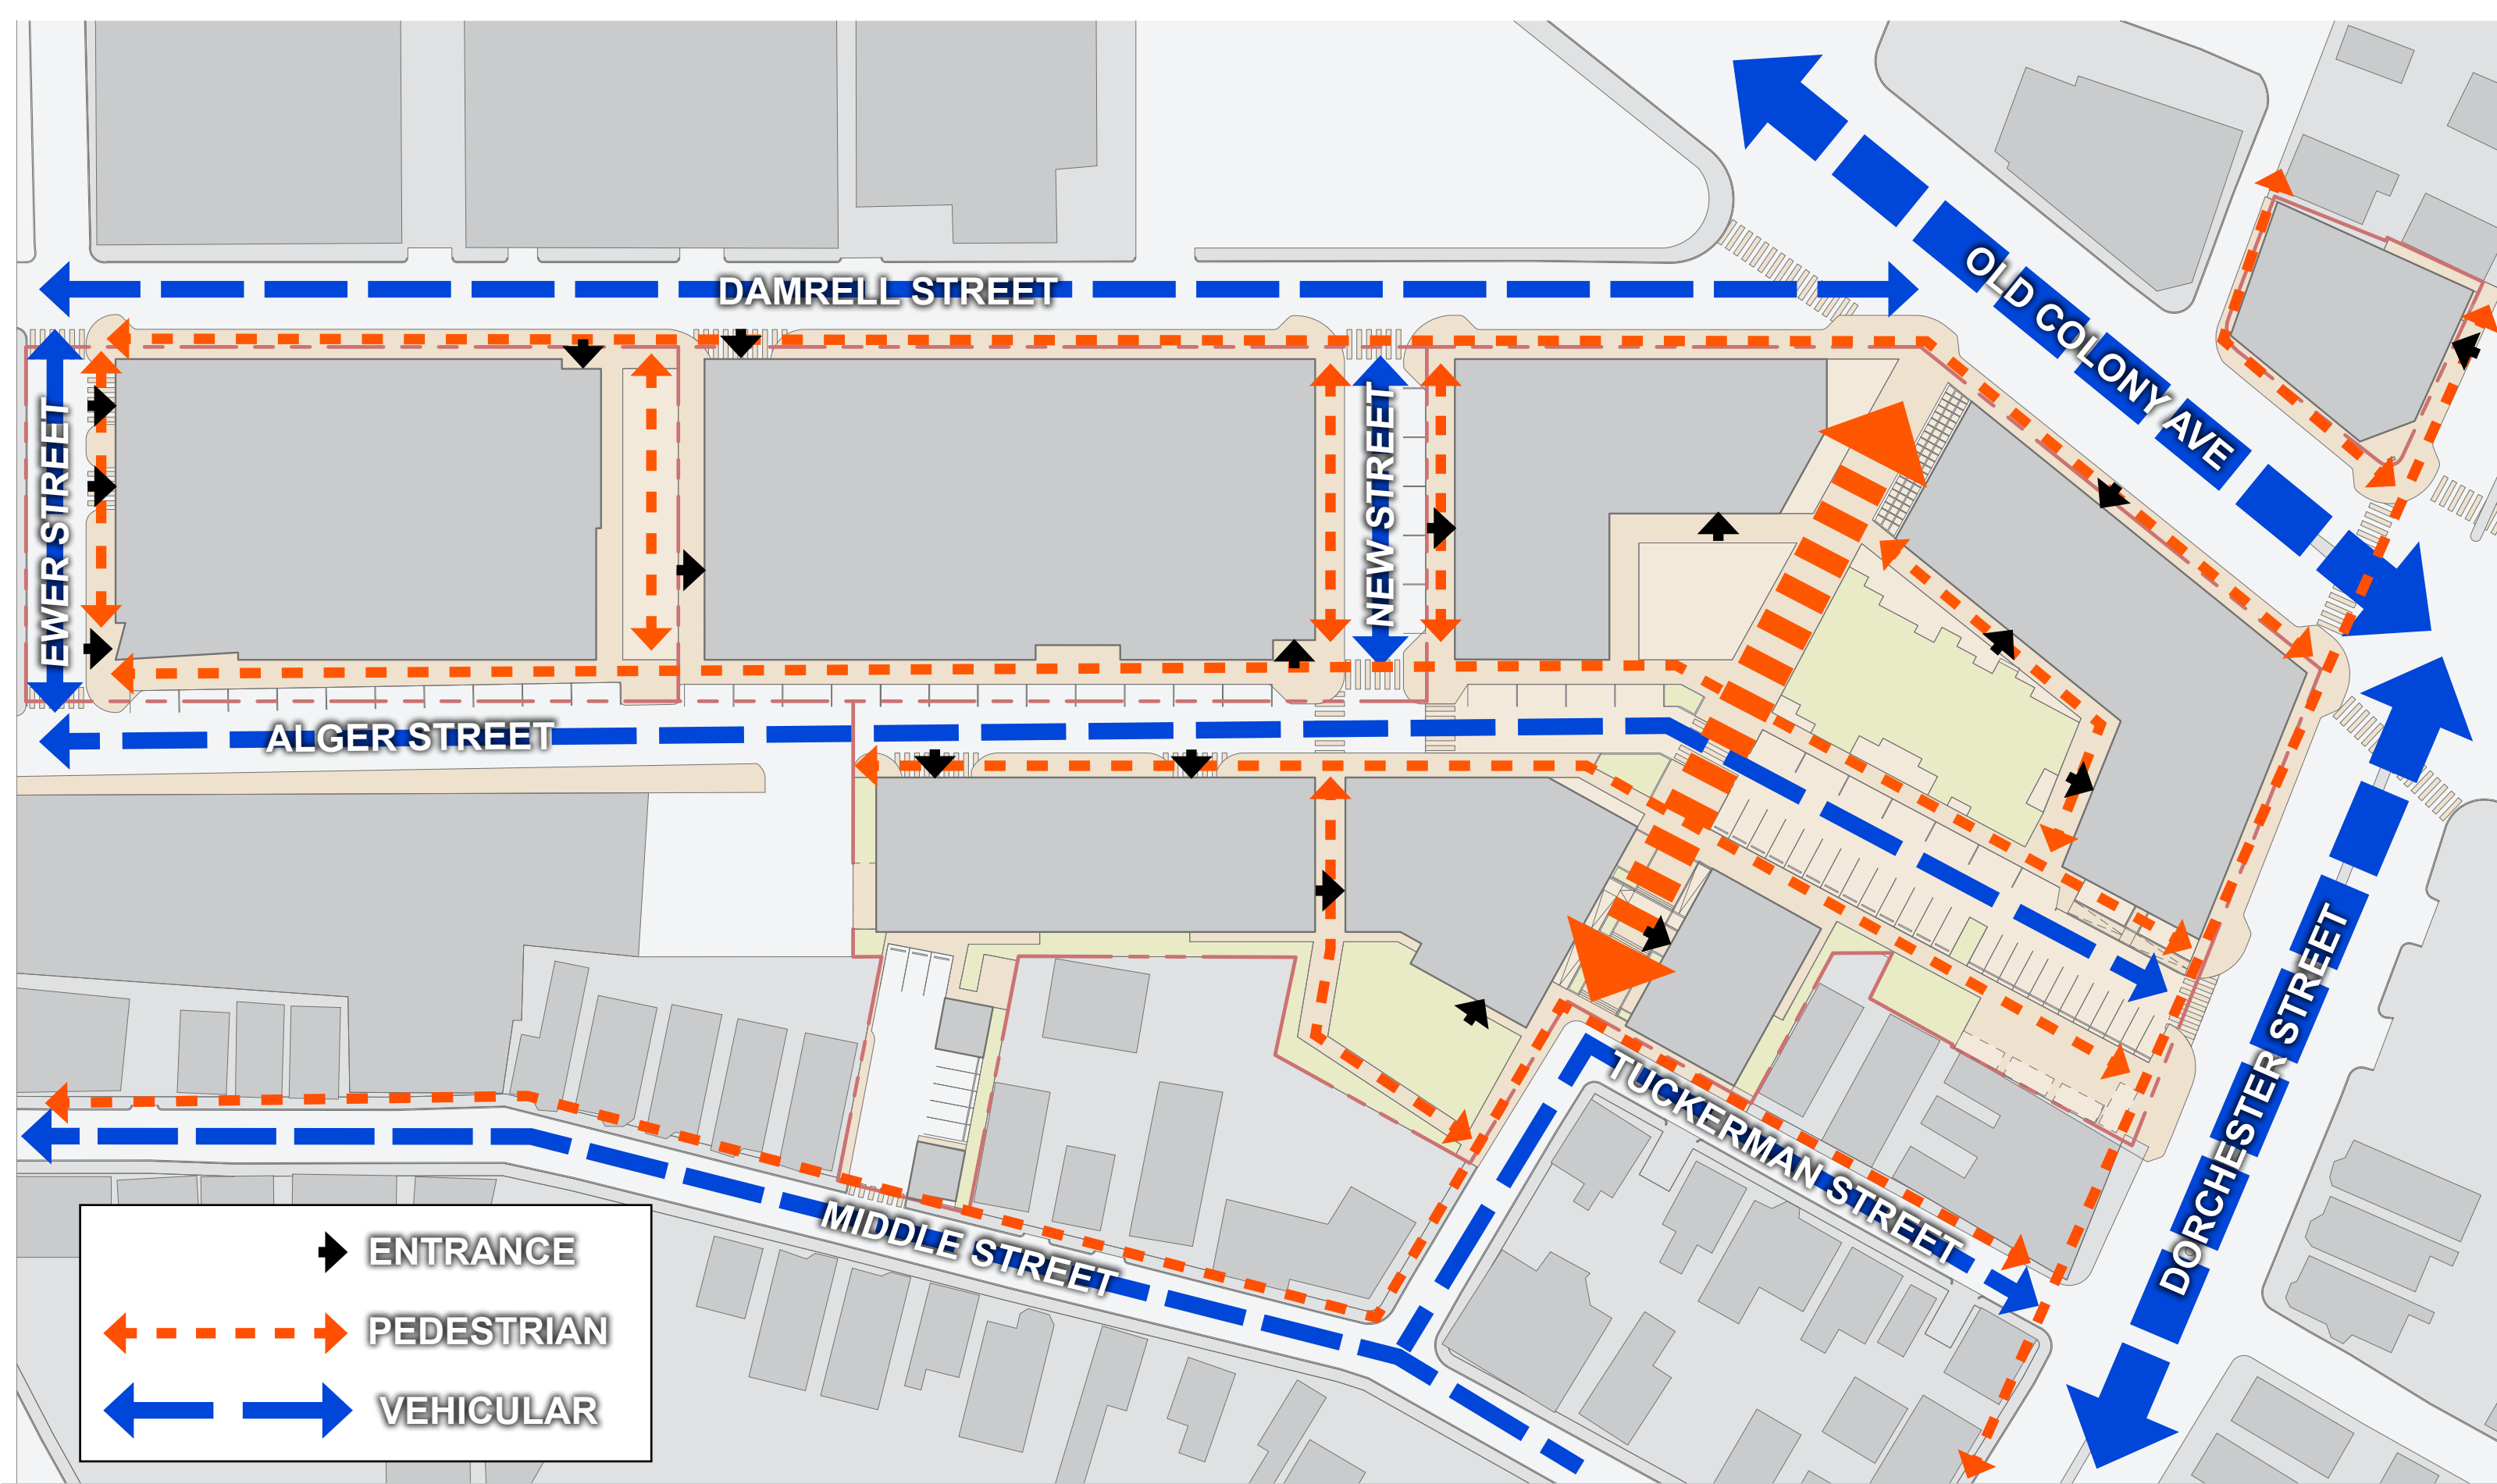 DAMRELL STREET
OLD COLONY AVE
EWER STREET
NEW STREET
ALGER STREET
DORCHESTER STREET
TUCKERMAN STREET
MIDDLE STREET
ENTRANCE
PEDESTRIAN
VEHICULAR